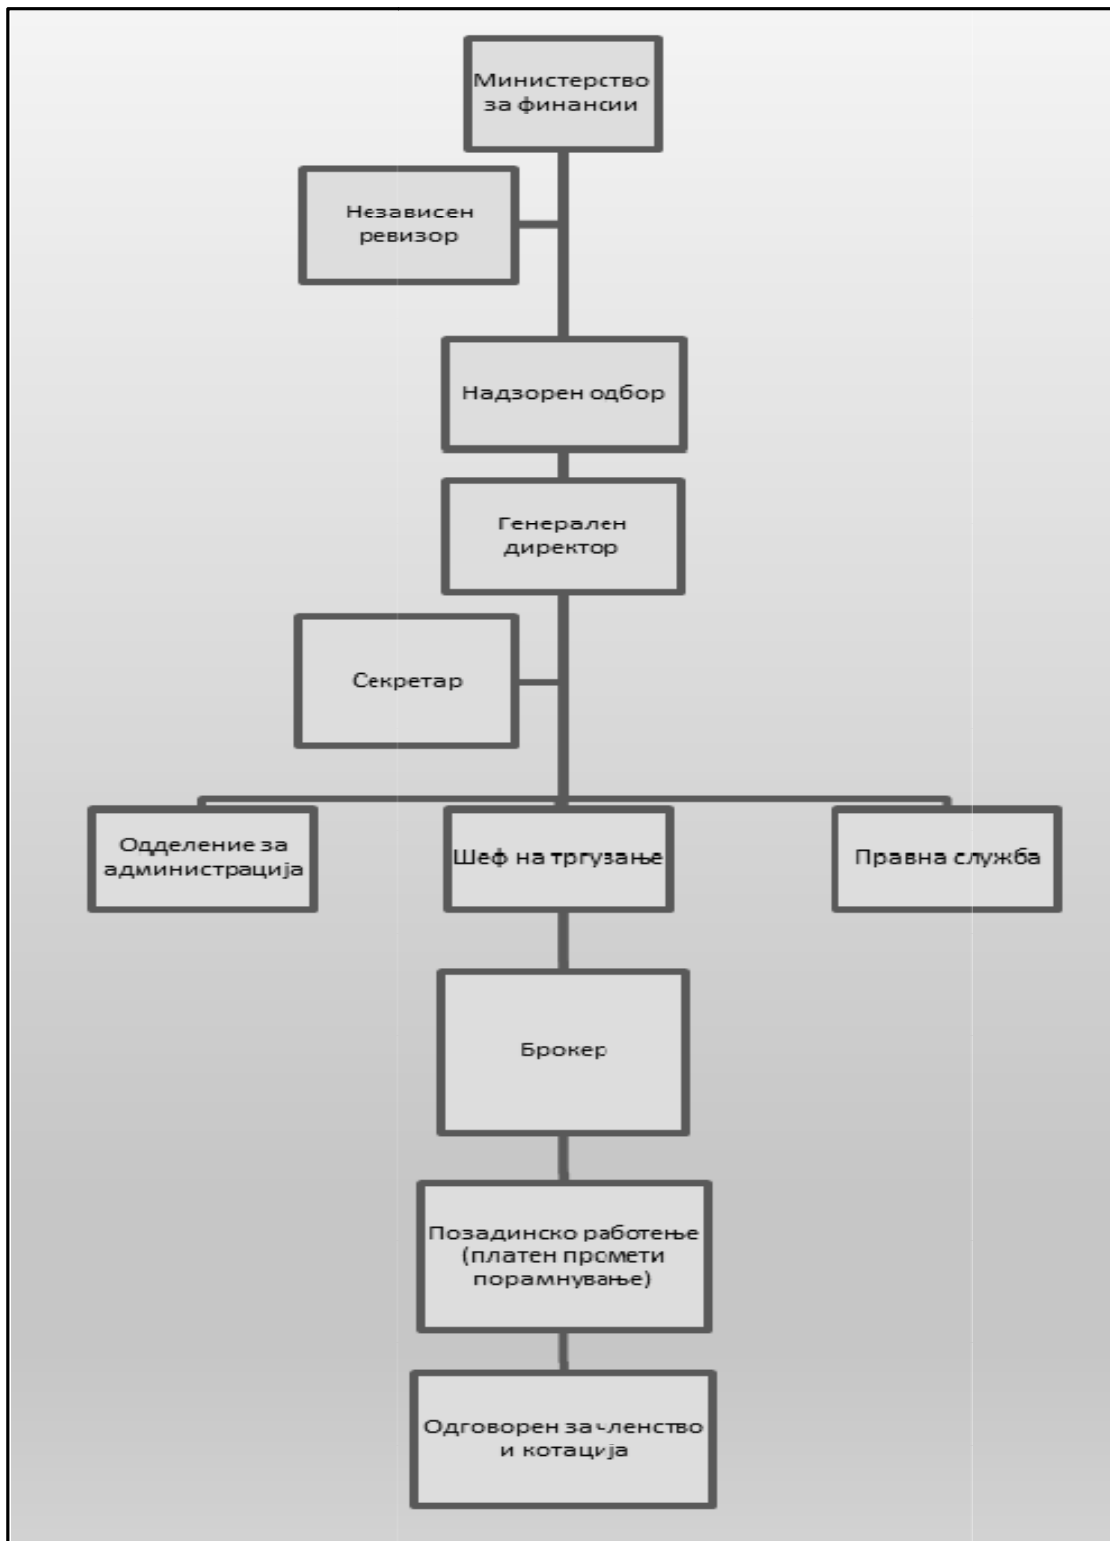 Министерство
за финансии
Независен
ревизор
Надзорен одбор
Генерален
директор
Секретар
Одделение за
администрација
Шеф на тргување
Правна служба
Брокер
Позадинско работење
(платен промет и
порамнување)
Одговорен за членство
и котација